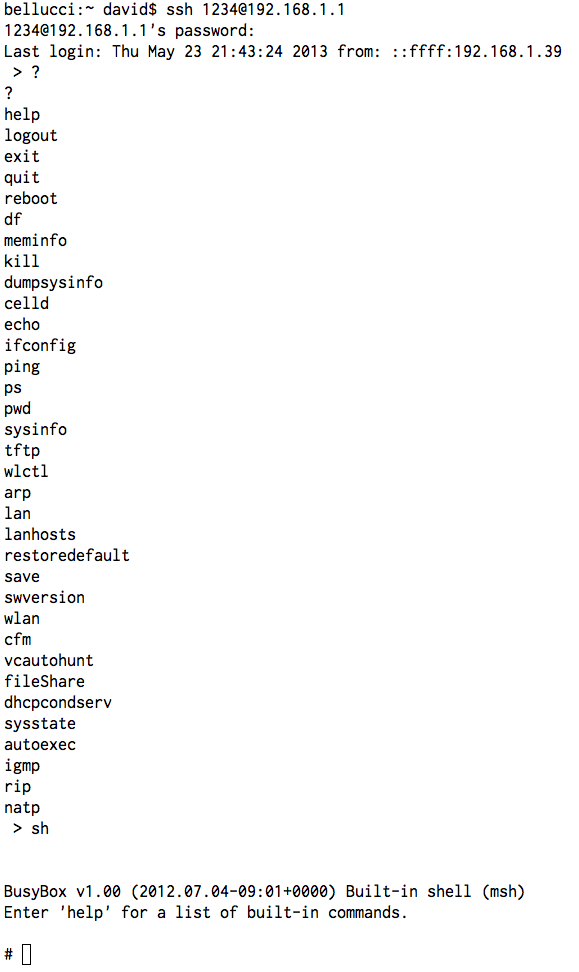 bellucci:~ david$ ssh 1234@192.168.1.1
1234@192.168.1.1's password:
Last login: Thu May 23 21:43:24 2013 from: ::ffff:192.168.1.39
 > ?
?
help
logout
exit
quit
reboot
df
meminfo
kill
dumpsysinfo
celld
echo
ifconfig
ping
ps
pwd
sysinfo
tftp
wlctl
arp
lan
lanhosts
restoredefault
save
swversion
wlan
cfm
vcautohunt
fileShare
dhcpcondserv
sysstate
autoexec
igmp
rip
natp
 > sh
BusyBox v1.00 (2012.07.04-09:01+0000) Built-in shell (msh)
Enter 'help' for a list of built-in commands.
#